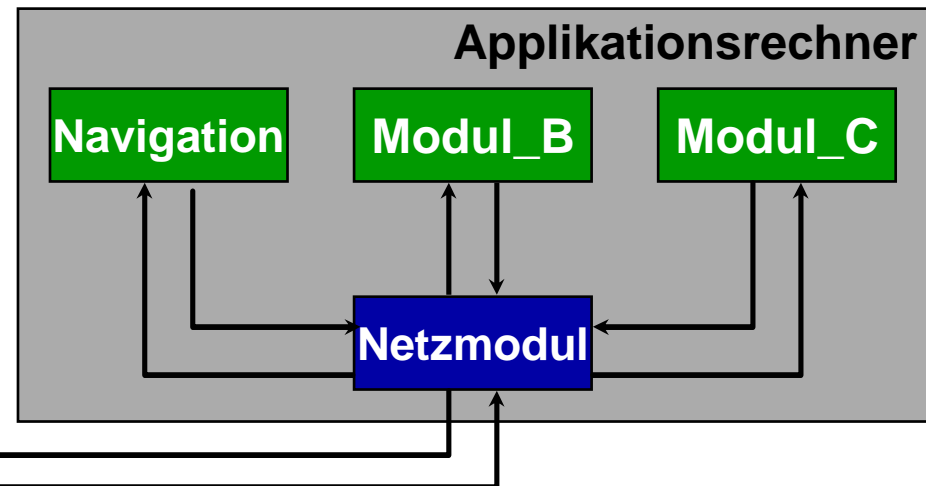 Applikationsrechner
Navigation
Modul_B
Modul_C
Netzmodul